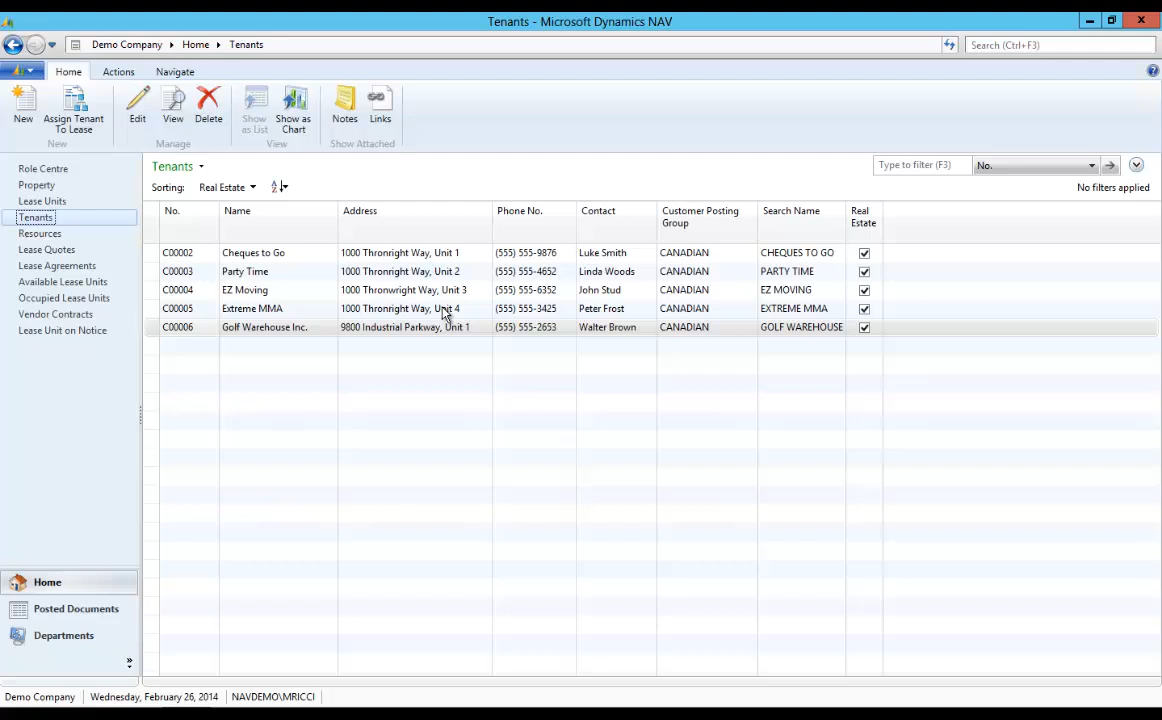 Tenants - Microsoft Dynamics NAV
Demo Company Home Tenants
Search (Ctrl+F3)
Home Actions Navigate
New
Assign Tenant
To Lease
Edit
View
Delete
Show
as List
Show as
Chart
Notes
Links
New Manage View Show Attached
Role Centre
Property
Lease Units
Tenants
Resources
Lease Quotes
Lease Agreements
Available Lease Units
Occupied Lease Units
Vendor Contracts
Lease Unit on Notice
Home
Posted Documents
Departments
Tenants
Type to filter (F3) No.
Sorting: Real Estate
No filters applied
No. Name Address Phone No. Contact Customer Posting Group Search Name Real Estate
C00002 Cheques to Go 1000 Thronright Way, Unit 1 (555) 555-9876 Luke Smith CANADIAN CHEQUES TO GO
C00003 Party Time 1000 Thronright Way, Unit 2 (555) 555-4652 Linda Woods CANADIAN PARTY TIME
C00004 EZ Moving 1000 Thronwright Way, Unit 3 (555) 555-6352 John Stud CANADIAN EZ MOVING
C00005 Extreme MMA 1000 Thronright Way, Unit 4 (555) 555-3425 Peter Frost CANADIAN EXTREME MMA
C00006 Golf Warehouse Inc. 9800 Industrial Parkway, Unit 1 (555) 555-2653 Walter Brown CANADIAN GOLF WAREHOUSE
Demo Company Wednesday, February 26, 2014 NAVDEMO\MRICCI